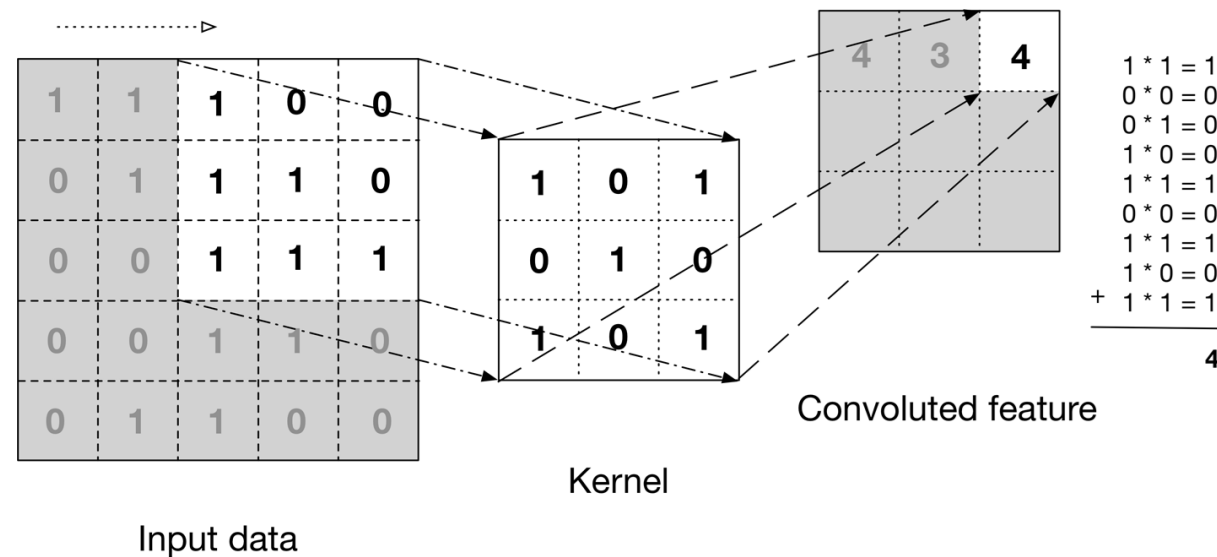 1 1 1 0 0
0 1 1 1 0
0 0 1 1 1
0 0 1 1 0
0 1 1 0 0
Input data
1 0 1
0 1 0
1 0 1
Kernel
4 3 4
Convoluted feature
1 * 1 = 1
0 * 0 = 0
0 * 1 = 0
1 * 0 = 0
1 * 1 = 1
0 * 0 = 0
1 * 1 = 1
1 * 0 = 0
+ 1 * 1 = 1
4